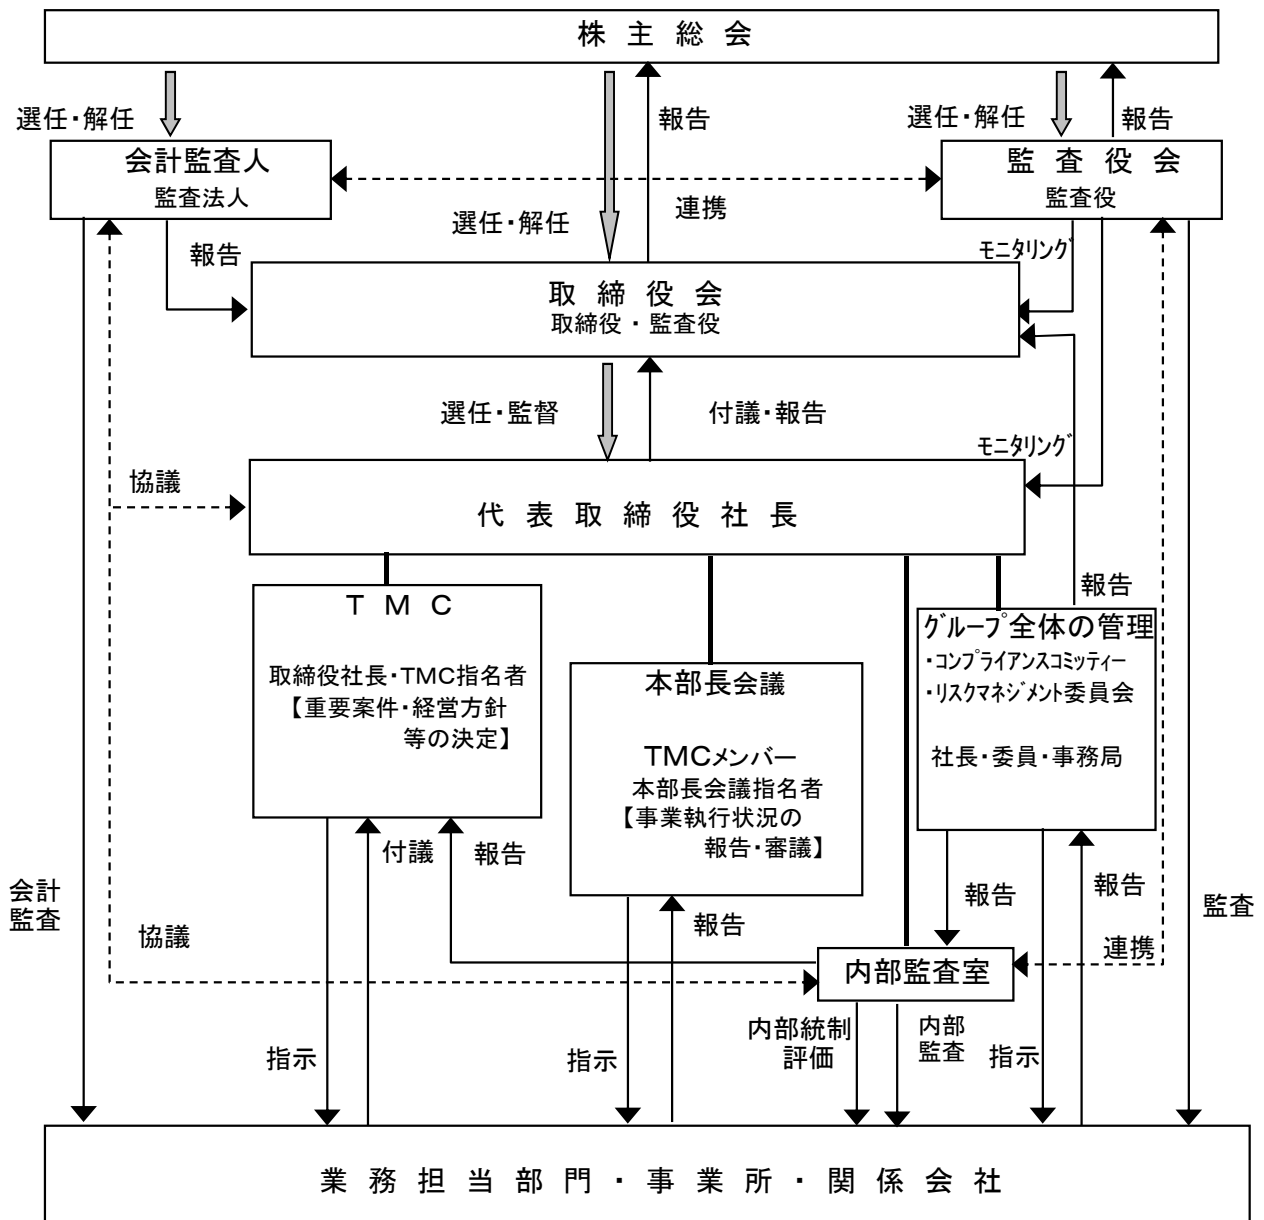 株主総会
選任・解任
報告
選任・解任
報告
会計監査人
監査法人
監査役会
監査役
連携
選任・解任
報告
モニタリング
取締役会
取締役・監査役
選任・監督
付議・報告
モニタリング
協議
代表取締役社長
報告
TMC
取締役社長・TMC指名者
【重要案件・経営方針
等の決定】
本部長会議
TMCメンバー
本部長会議指名者
【事業執行状況の
報告・審議】
グループ全体の管理
・コンプライアンスコミッティー
・リスクマネジメント委員会
社長・委員・事務局
付議
報告
会計
監査
協議
報告
報告
報告
監査
連携
内部監査室
指示
指示
内部統制
評価
内部
監査
指示
業務担当部門・事業所・関係会社